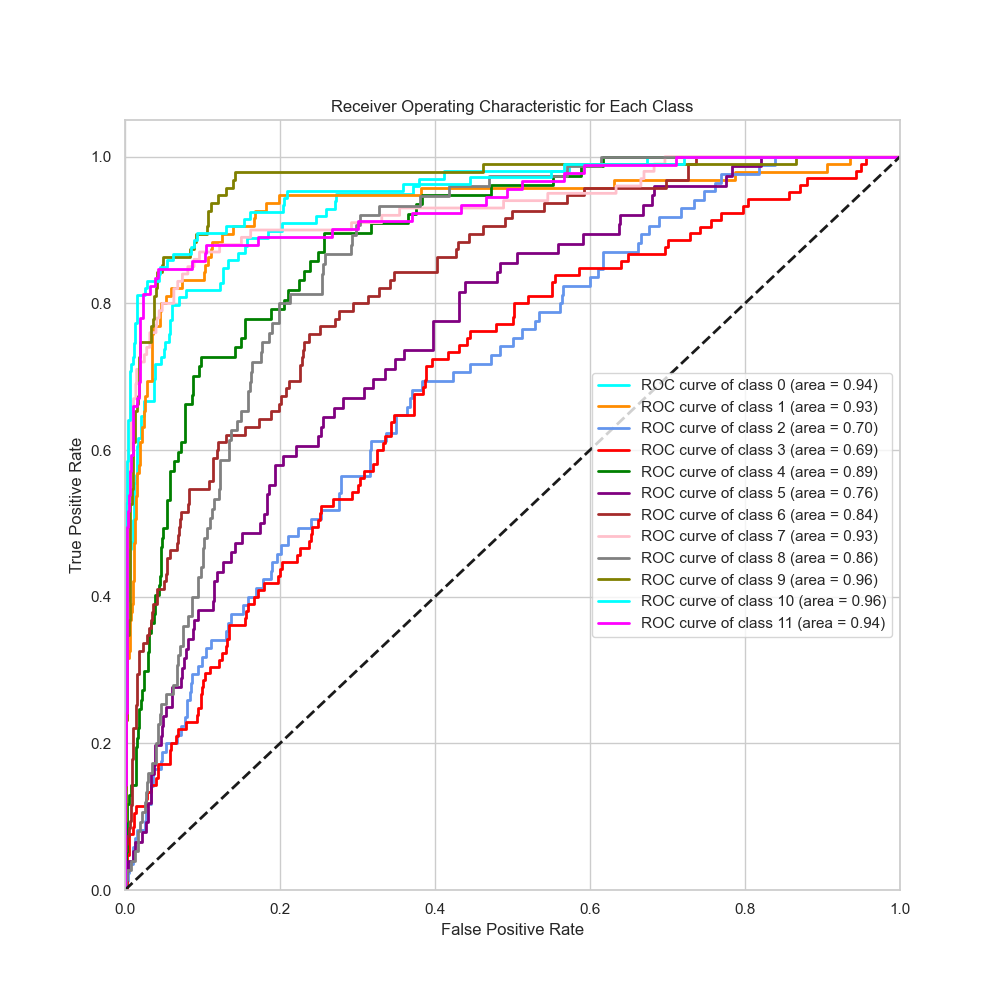 Receiver Operating Characteristic for Each Class
1.0
0.8
0.6
0.4
0.2
0.0
True Positive Rate
ROC curve of class 0 (area = 0.94)
ROC curve of class 1 (area = 0.93)
ROC curve of class 2 (area = 0.70)
ROC curve of class 3 (area = 0.69)
ROC curve of class 4 (area = 0.89)
ROC curve of class 5 (area = 0.76)
ROC curve of class 6 (area = 0.84)
ROC curve of class 7 (area = 0.93)
ROC curve of class 8 (area = 0.86)
ROC curve of class 9 (area = 0.96)
ROC curve of class 10 (area = 0.96)
ROC curve of class 11 (area = 0.94)
0.0 0.2 0.4 0.6 0.8 1.0
False Positive Rate